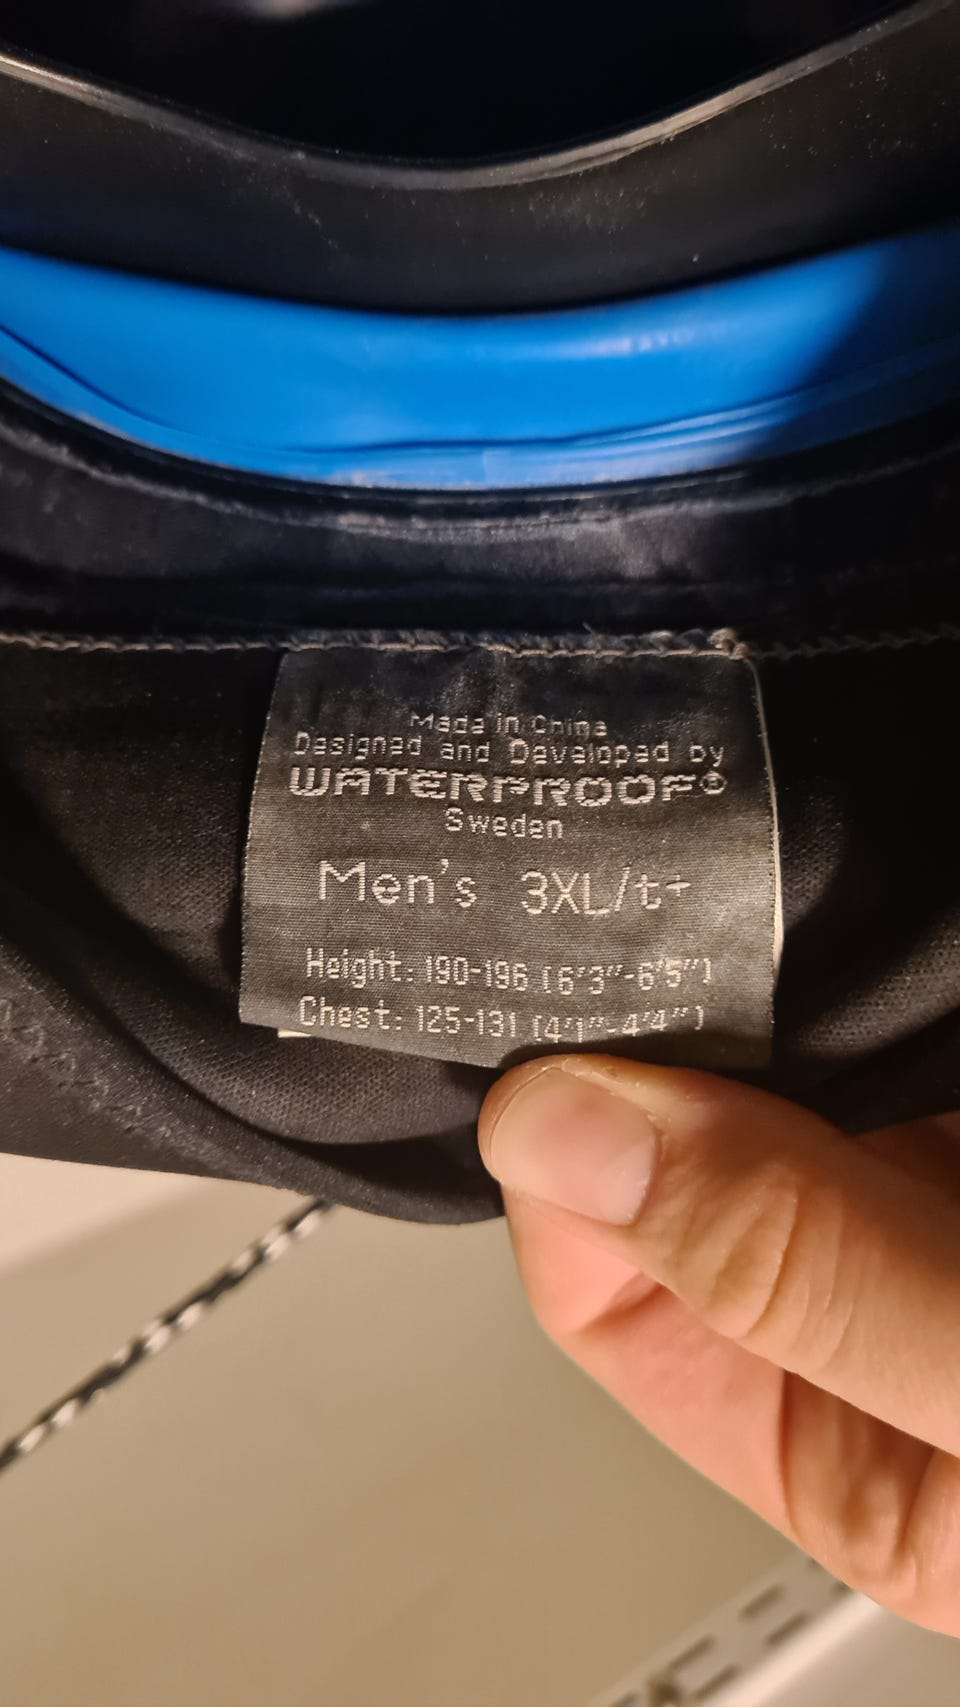 Made in China
Designed and Developed by
WATERPROOF®
Sweden
Men's 3XL/t+
Height: 190-196 (6'3"-6'5")
Chest: 125-131 (4'1"-4'4")